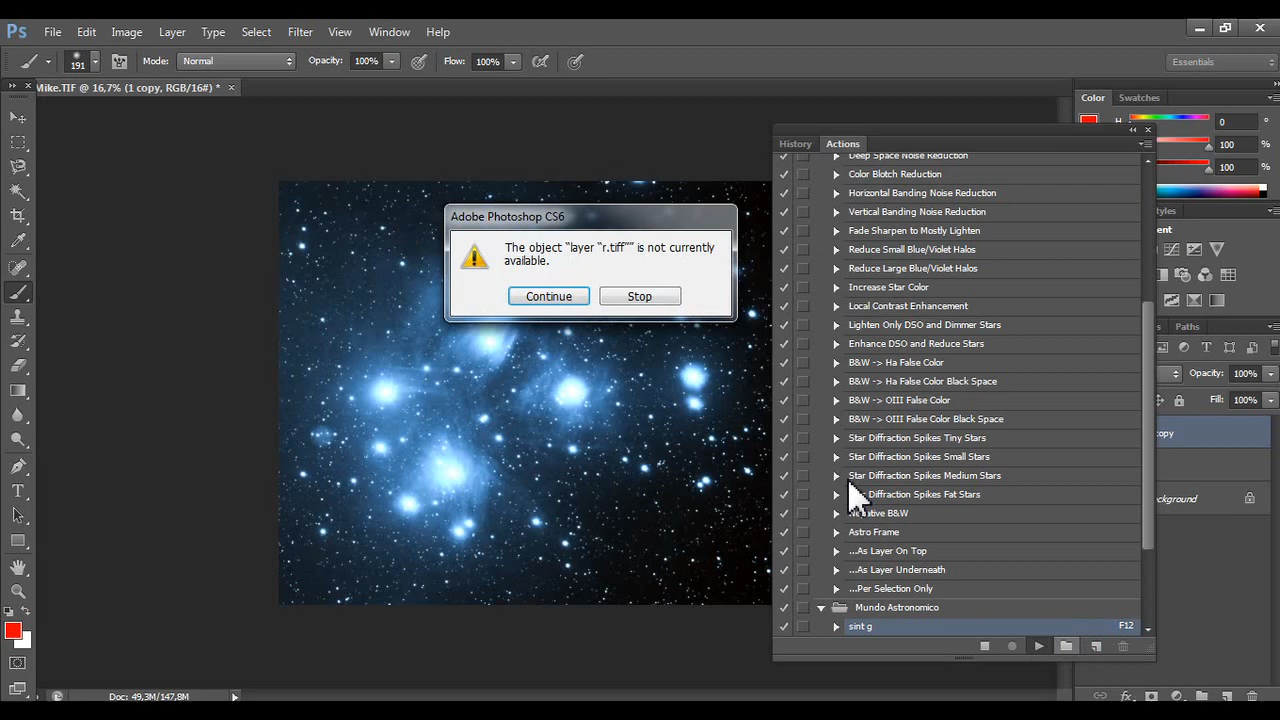 Ps File Edit Image Layer Type Select Filter View Window Help
191 Mode: Normal Opacity: 100% Flow: 100% Essentials
Mike.TIF @ 16,7% (1 copy, RGB/16#) * ×
Color Swatches
H 0 °
100 %
100 %
History Actions
Deep Space Noise Reduction
Color Blotch Reduction
Horizontal Banding Noise Reduction
Vertical Banding Noise Reduction
Fade Sharpen to Mostly Lighten
Reduce Small Blue/Violet Halos
Reduce Large Blue/Violet Halos
Increase Star Color
Local Contrast Enhancement
Lighten Only DSO and Dimmer Stars
Enhance DSO and Reduce Stars
B&W -> Ha False Color
B&W -> Ha False Color Black Space
B&W -> OIII False Color
B&W -> OIII False Color Black Space
Star Diffraction Spikes Tiny Stars
Star Diffraction Spikes Small Stars
Star Diffraction Spikes Medium Stars
Diffraction Spikes Fat Stars
B&W
Astro Frame
...As Layer On Top
...As Layer Underneath
...Per Selection Only
Mundo Astronomico
sint g F12
Adobe Photoshop CS6
The object “layer “r.tiff”” is not currently
available.
Continue Stop
Paths
Opacity: 100%
Fill: 100%
copy
Doc: 49,3M/147,8M